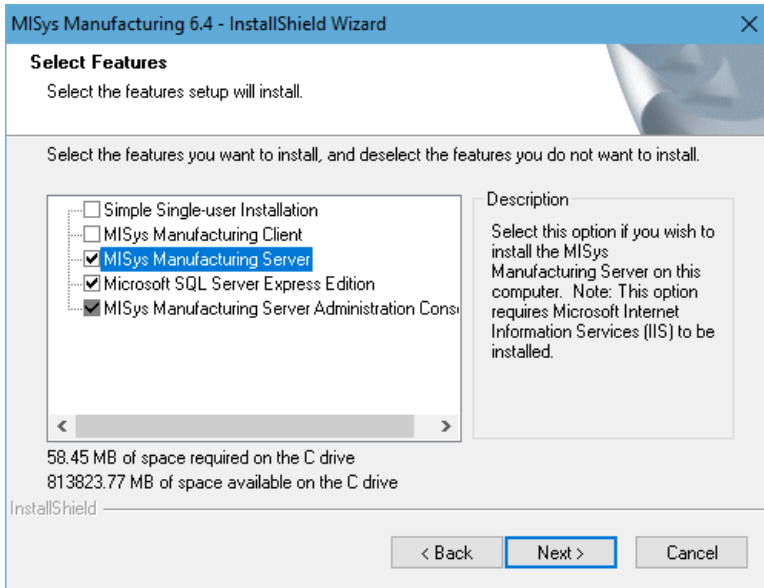 MISys Manufacturing 6.4 - InstallShield Wizard
Select Features
Select the features setup will install.
Select the features you want to install, and deselect the features you do not want to install.
Simple Single-user Installation
MISys Manufacturing Client
MISys Manufacturing Server
Microsoft SQL Server Express Edition
MISys Manufacturing Server Administration
Description
Select this option if you wish to
install the MISys
Manufacturing Server on this
computer. Note: This option
requires Microsoft Internet
Information Services (IIS) to be
installed.
58.45 MB of space required on the C drive
813823.77 MB of space available on the C drive
InstallShield
< Back
Next >
Cancel